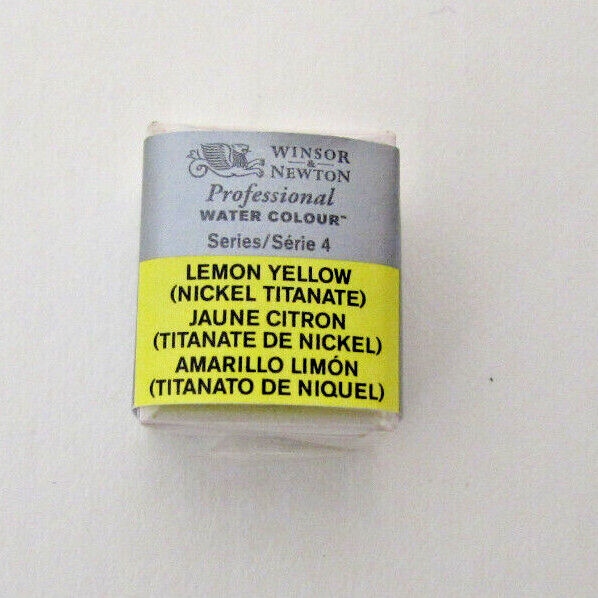 WINSOR
&
NEWTON
Professional
WATER COLOUR™
Series/Série 4
LEMON YELLOW
(NICKEL TITANATE)
JAUNE CITRON
(TITANATE DE NICKEL)
AMARILLO LIMÓN
(TITANATO DE NIQUEL)